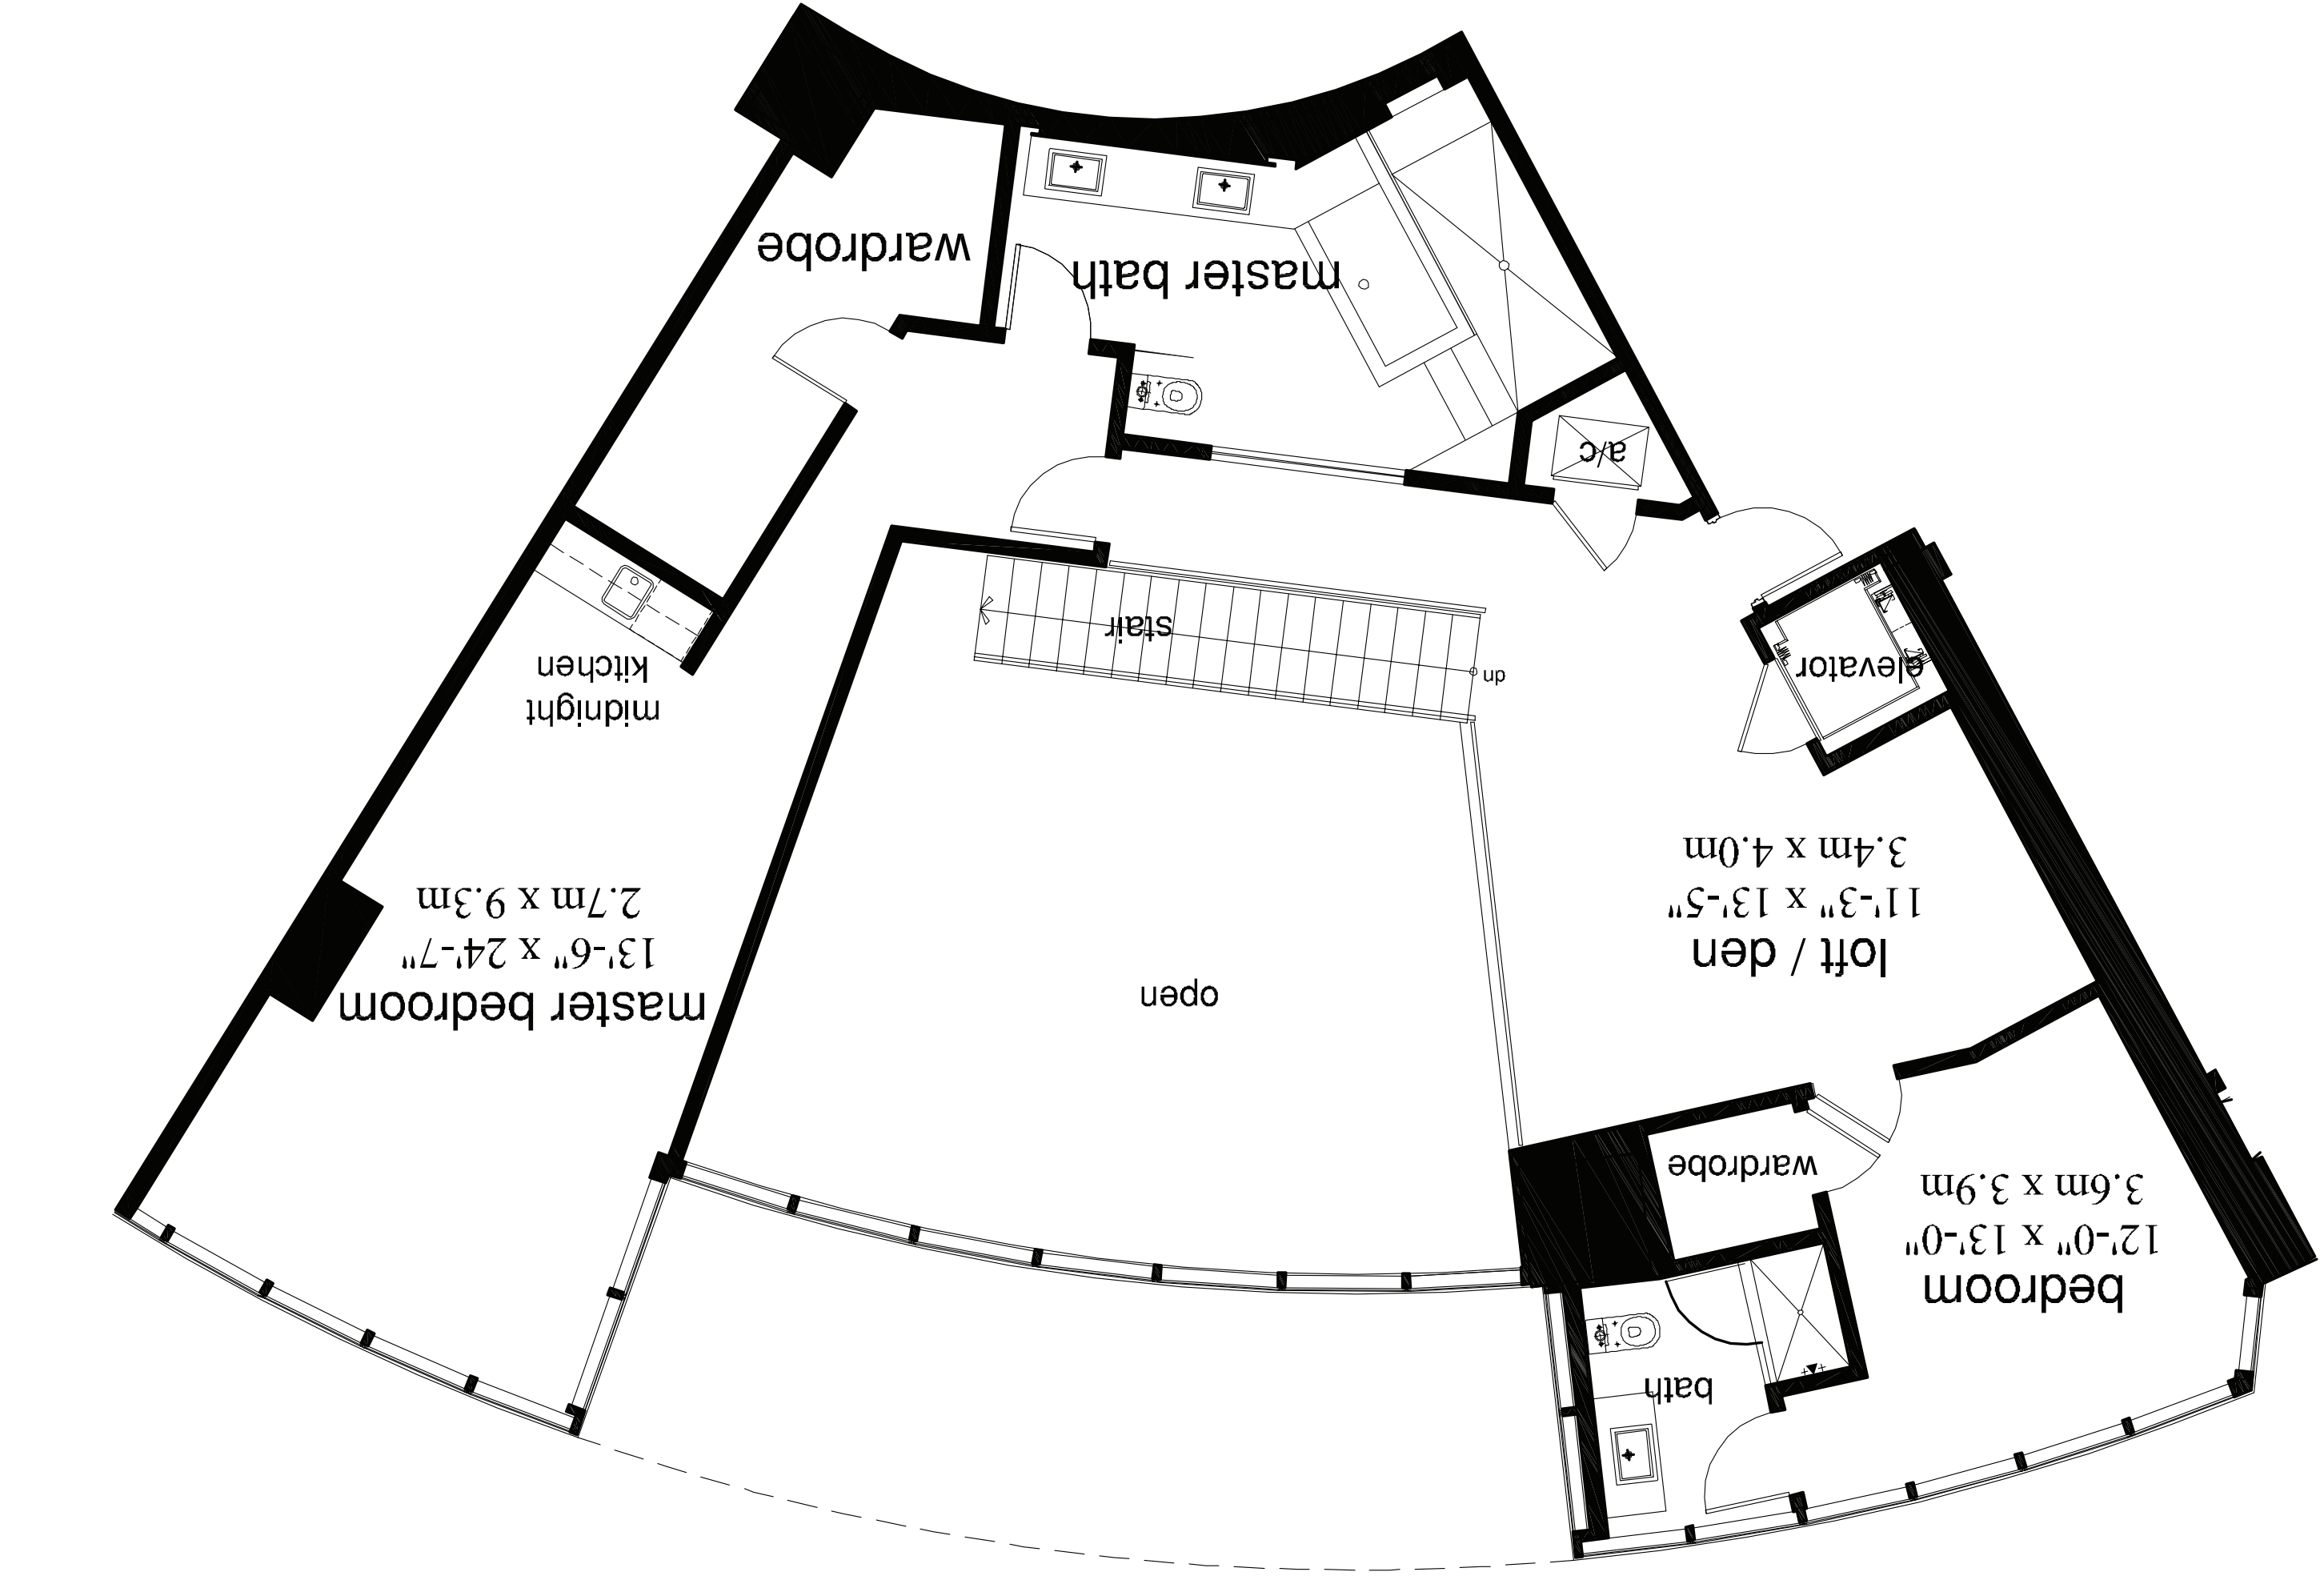 bath
bedroom
12'-0" x 13'-0"
3.6m x 3.9m
wardrobe
master bedroom
13'-6" x 24'-7"
2.7m x 9.3m
open
loft / den
11'-3" x 13'-5"
3.4m x 4.0m
midnight
kitchen
dn
elevator
stair
a/c
master bath
wardrobe